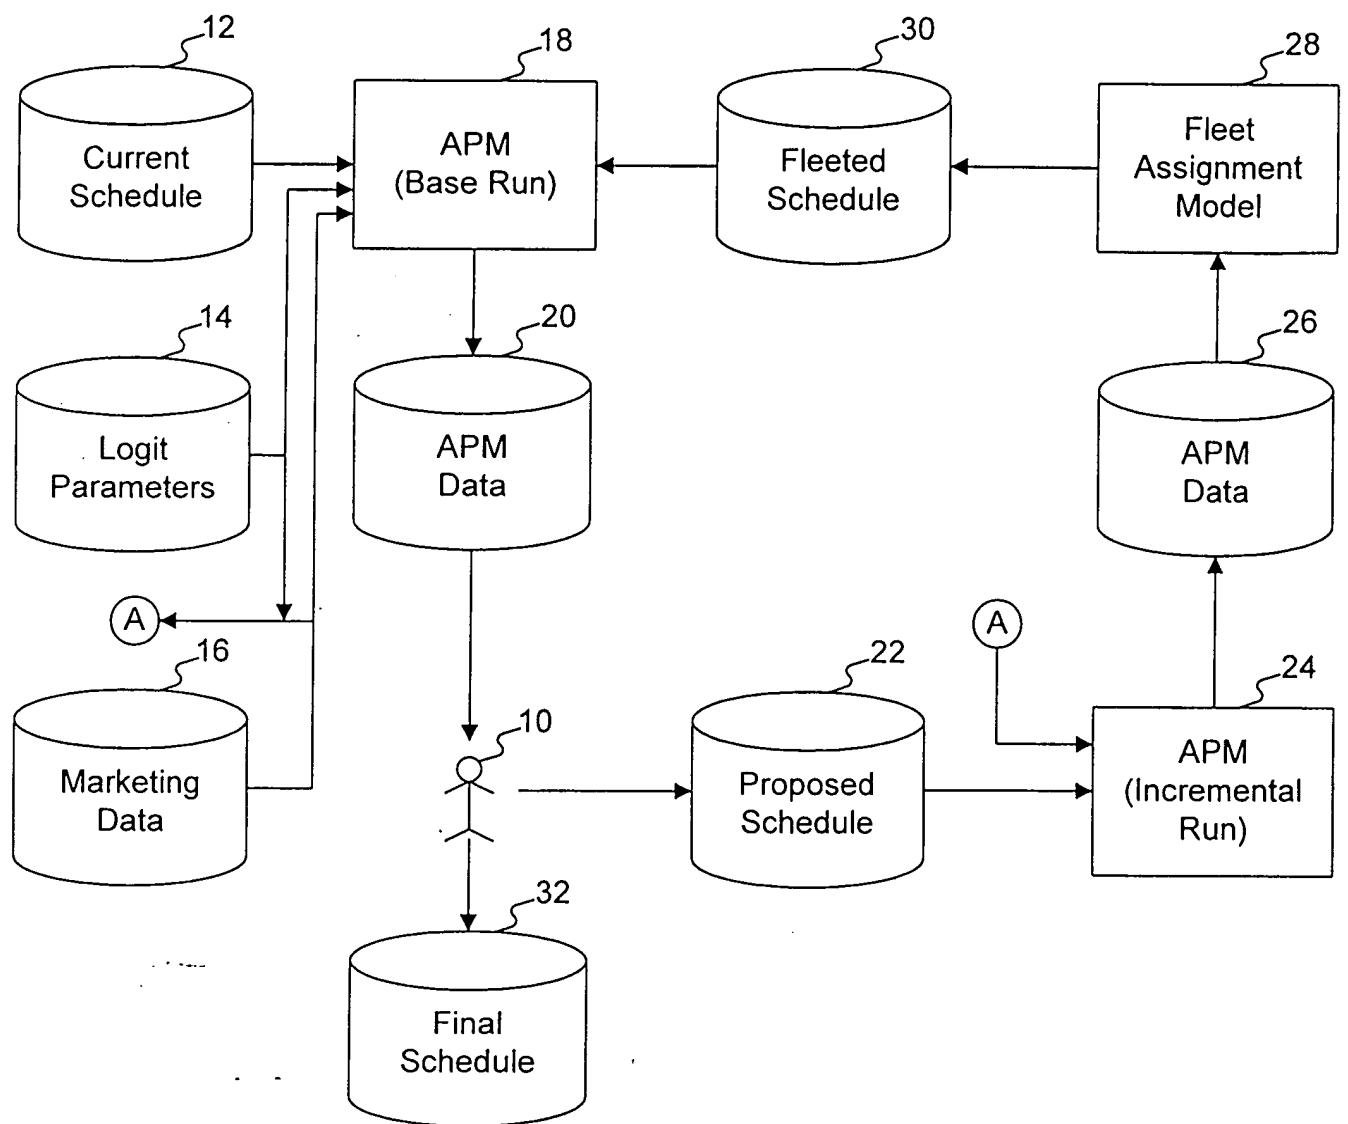 12
18
30
28
Current
Schedule
APM
(Base Run)
Fleeted
Schedule
Fleet
Assignment
Model
14
20
26
Logit
Parameters
APM
Data
APM
Data
A
A
16
10
22
24
Marketing
Data
Proposed
Schedule
APM
(Incremental
Run)
32
Final
Schedule